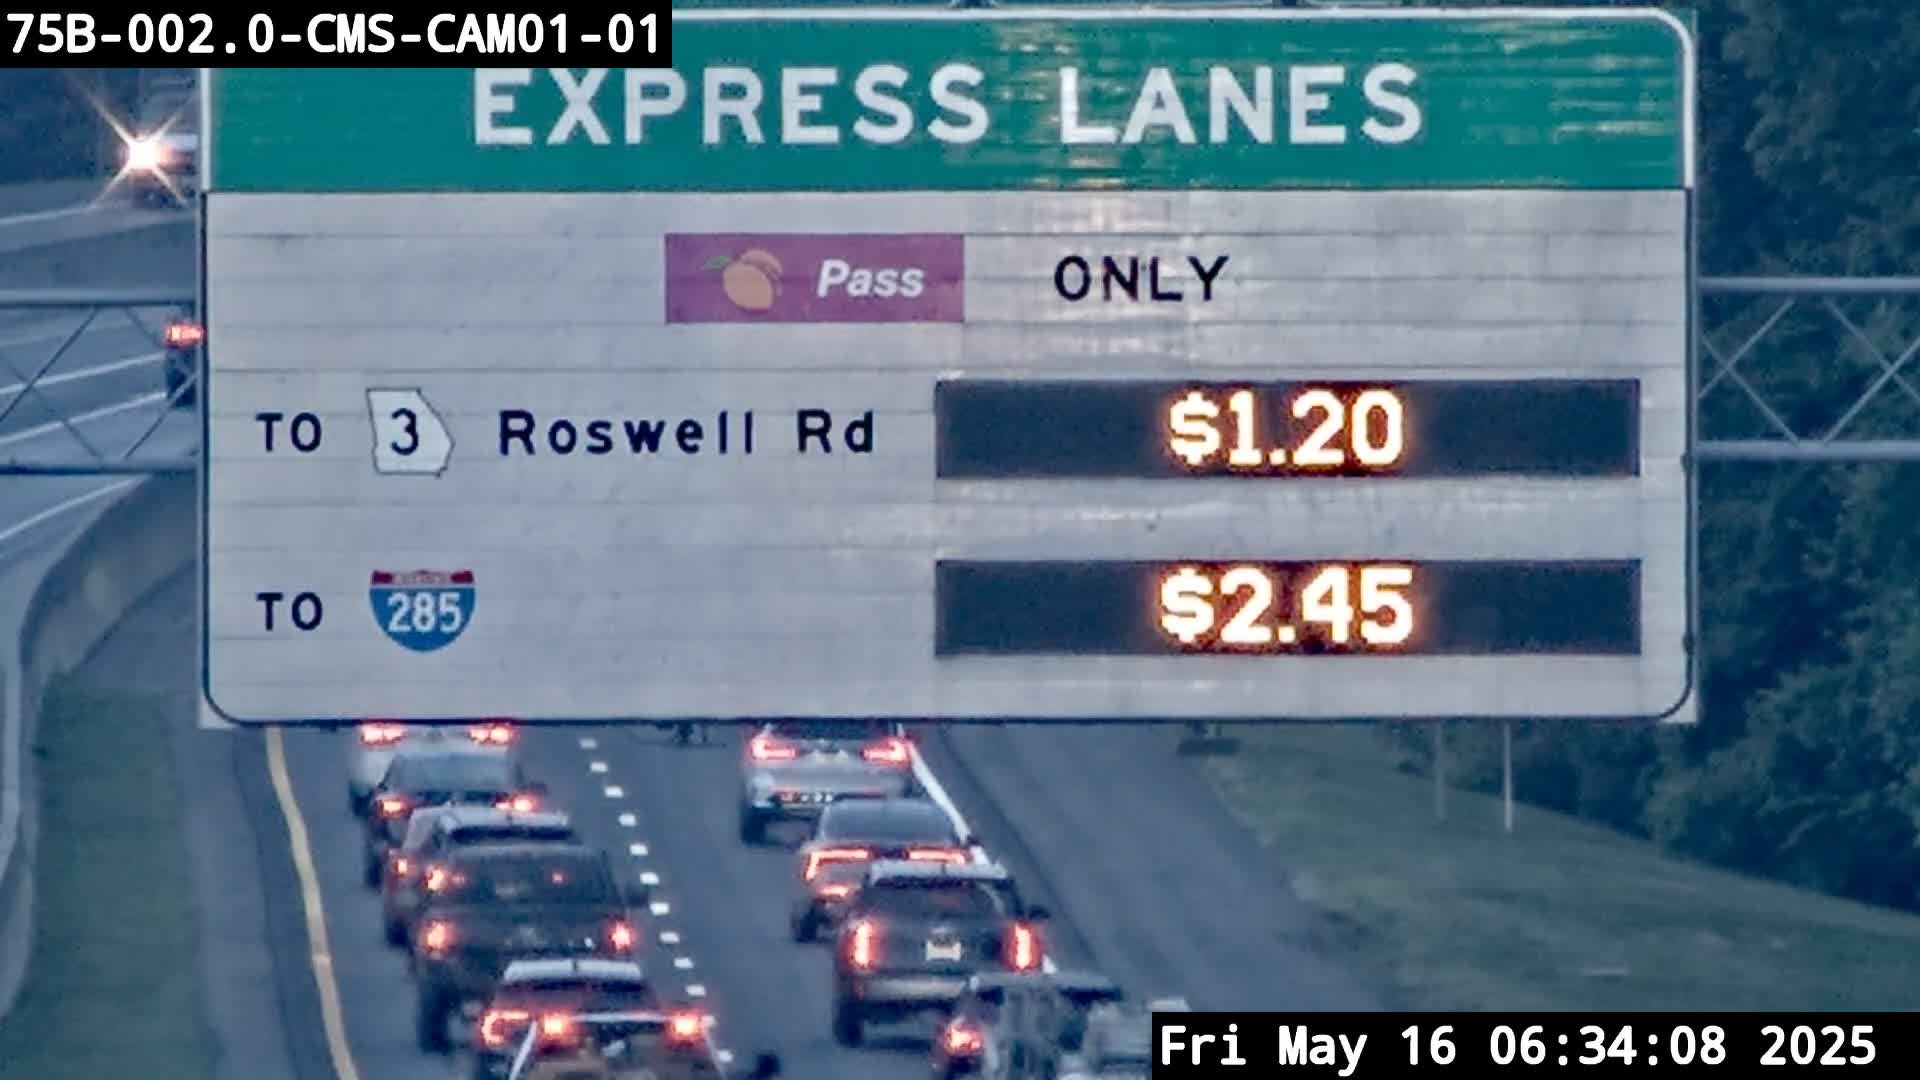 75B-002.0-CMS-CAM01-01
EXPRESS LANES
Pass ONLY
TO 3 Roswell Rd $1.20
TO 285 $2.45
Fri May 16 06:34:08 2025